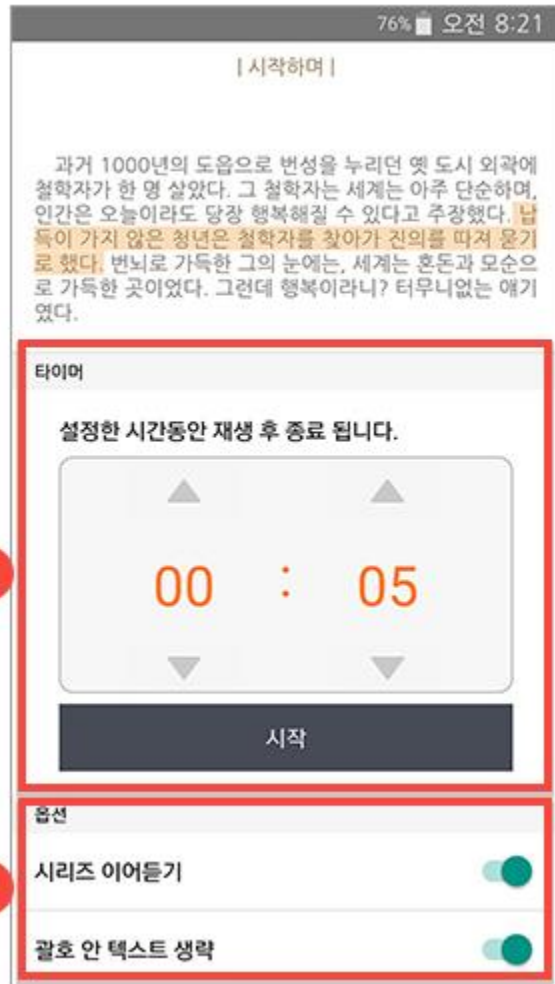 76% 오전 8:21
| 시작하며 |
과거 1000년의 도읍으로 번성을 누리던 옛 도시 외곽에
철학자가 한 명 살았다. 그 철학자는 세계는 아주 단순하며,
인간은 오늘이라도 당장 행복해질 수 있다고 주장했다. 납
득이 가지 않은 청년은 철학자를 찾아가 진의를 따져 묻기
로 했다. 번뇌로 가득한 그의 눈에는, 세계는 혼돈과 모순으
로 가득한 곳이었다. 그런데 행복이라니? 터무니없는 얘기
였다.
타이머
설정한 시간동안 재생 후 종료 됩니다.
00 : 05
시작
옵션
시리즈 이어듣기
괄호 안 텍스트 생략